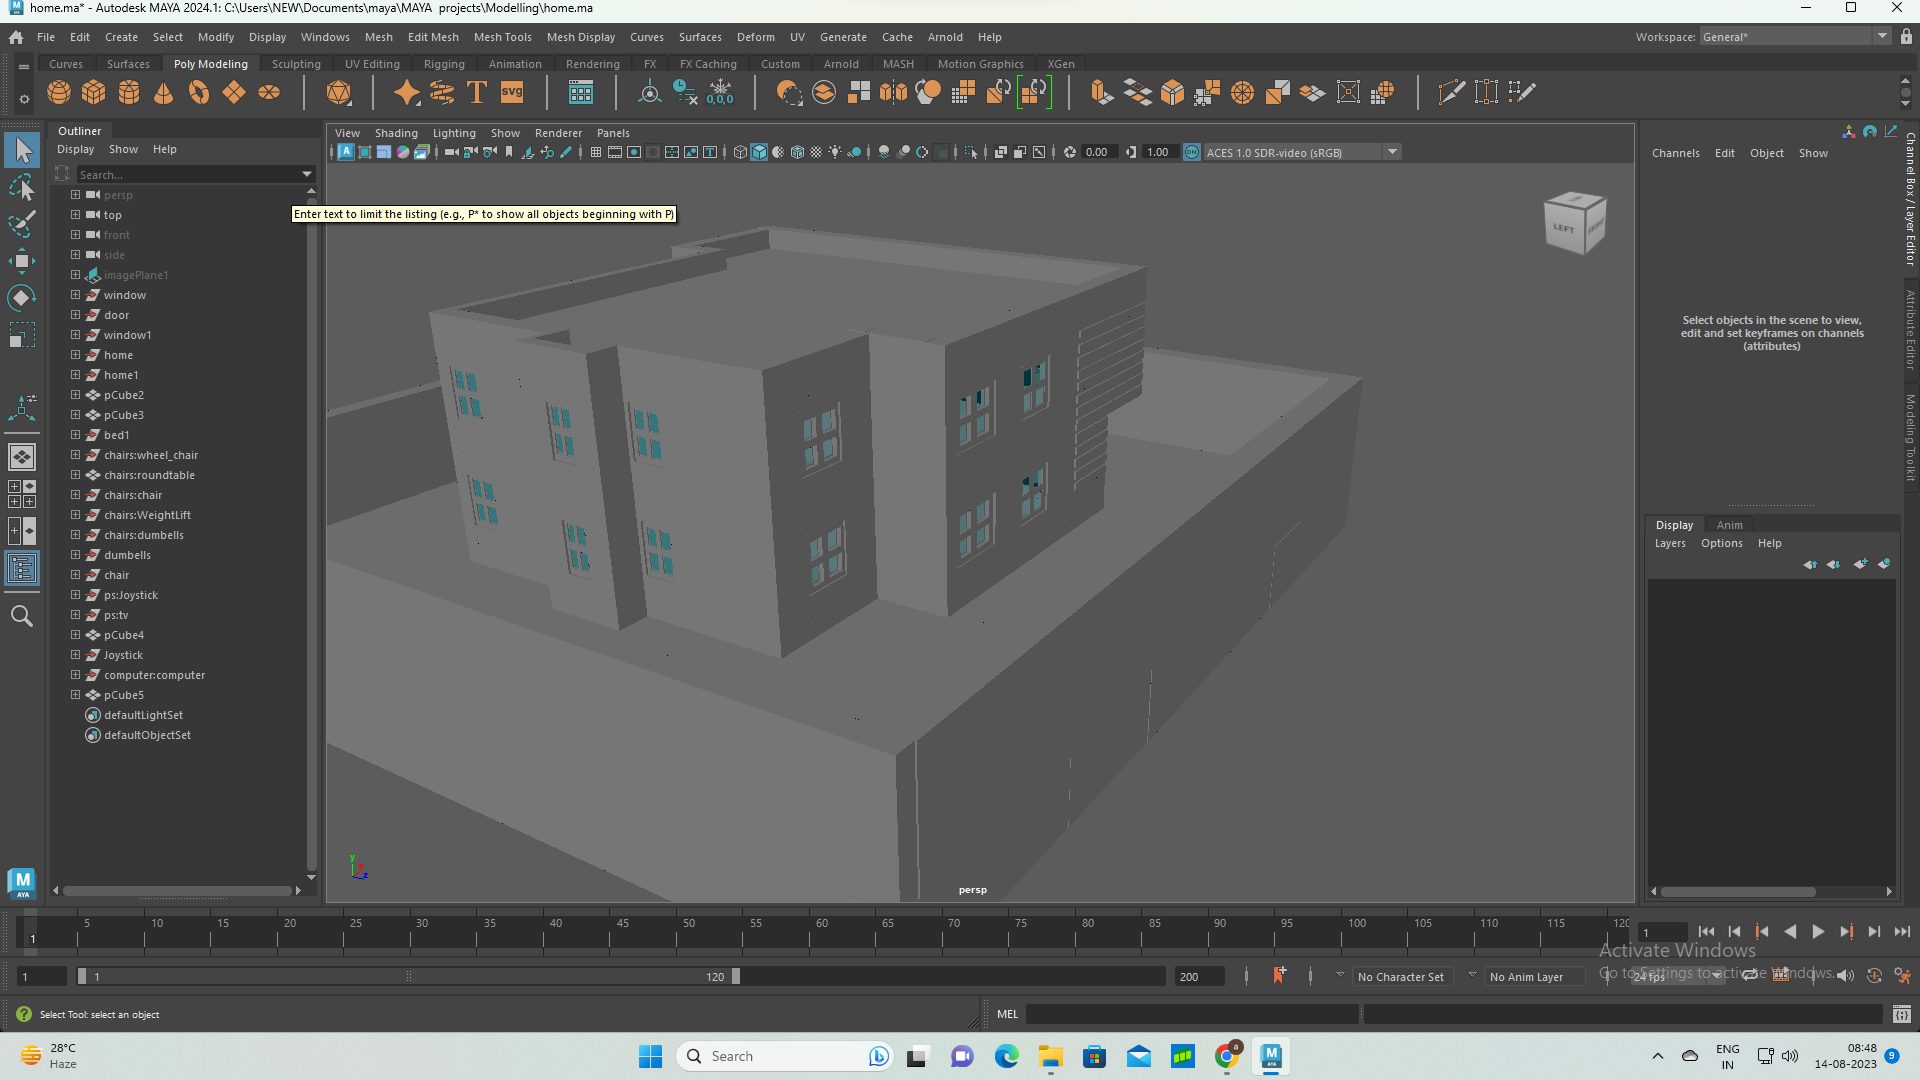 home.ma* - Autodesk MAYA 2024.1: C:\Users\NEW\Documents\maya\MAYA  projects\Modelling\home.ma
File Edit Create Select Modify Display Windows Mesh Edit Mesh Mesh Tools Mesh Display Curves Surfaces Deform UV Generate Cache Arnold Help Workspace: General*
Curves Surfaces Poly Modeling Sculpting UV Editing Rigging Animation Rendering FX FX Caching Custom Arnold MASH Motion Graphics XGen
T svg 0,0,0
Outliner
Display Show Help
Search...
persp
top
front
side
imagePlane1
window
door
window1
home
home1
pCube2
pCube3
bed1
chairs:wheel_chair
chairs:roundtable
chairs:chair
chairs:WeightLift
chairs:dumbells
dumbells
chair
ps:Joystick
ps:tv
pCube4
Joystick
computer:computer
pCube5
defaultLightSet
defaultObjectSet
Enter text to limit the listing (e.g., P* to show all objects beginning with P)
View Shading Lighting Show Renderer Panels
0.00 1.00 ON ACES 1.0 SDR-video (sRGB)
LEFT
y
z
persp
Channels Edit Object Show
Select objects in the scene to view,
edit and set keyframes on channels
(attributes)
Channel Box / Layer Editor
Attribute Editor
Modeling Toolkit
Display Anim
Layers Options Help
M
AYA
5 10 15 20 25 30 35 40 45 50 55 60 65 70 75 80 85 90 95 100 105 110 115 120
1 1
Activate Windows
Go to Settings to activate Windows.
1 1 120 200 No Character Set No Anim Layer 24 fps
Select Tool: select an object
MEL
28°C
Haze
Search
ENG
IN
08:48
14-08-2023
9